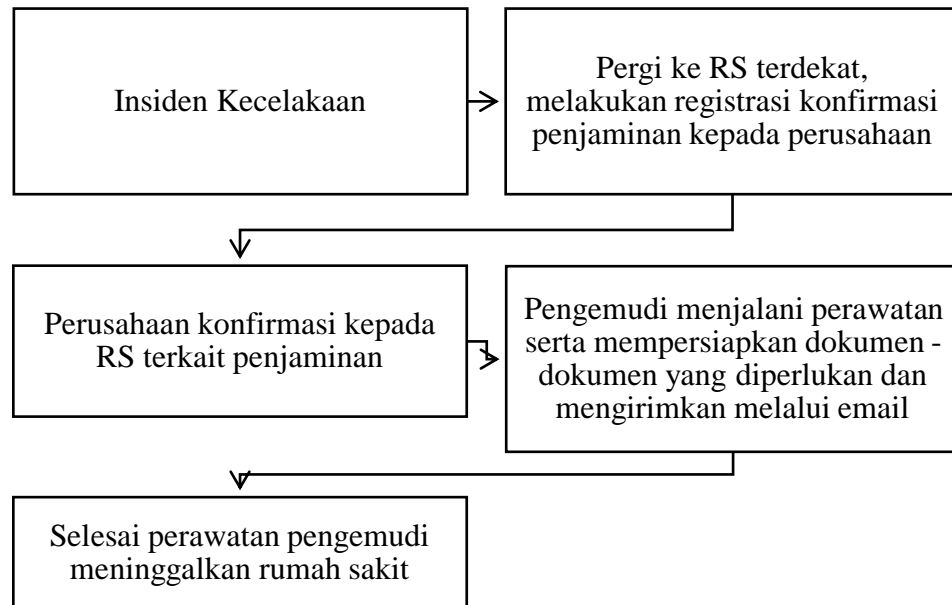 Insiden Kecelakaan
Pergi ke RS terdekat,
melakukan registrasi konfirmasi
penjaminan kepada perusahaan
Perusahaan konfirmasi kepada
RS terkait penjaminan
Pengemudi menjalani perawatan
serta mempersiapkan dokumen -
dokumen yang diperlukan dan
mengirimkan melalui email
Selesai perawatan pengemudi
meninggalkan rumah sakit